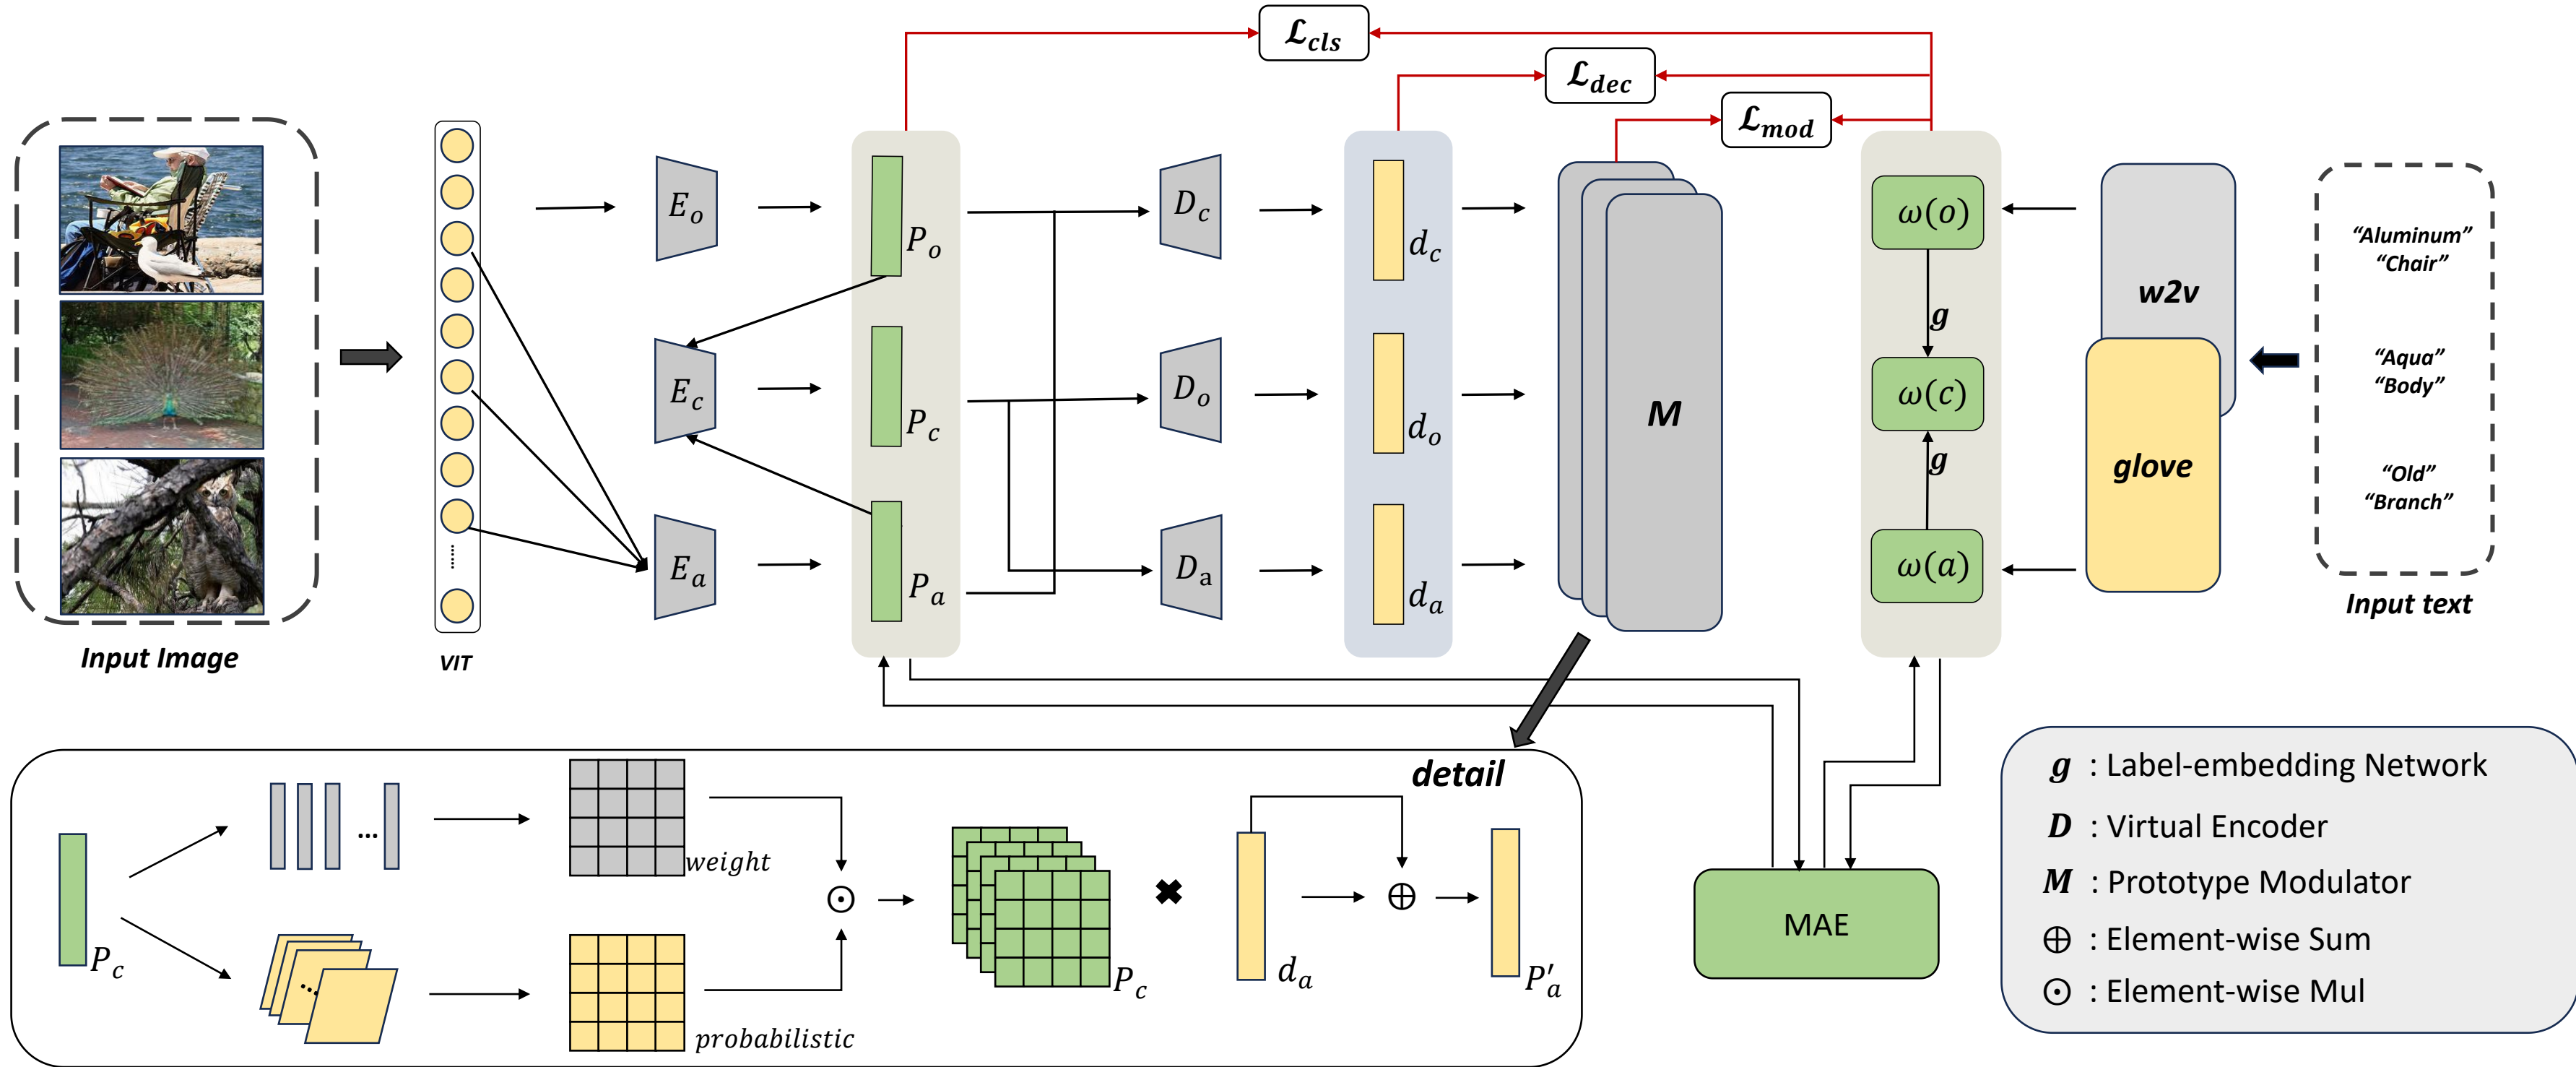 ℒcls
ℒdec
ℒmod
Eo
Po
Dc
dc
ω(o)
w2v
“Aluminum”
“Chair”
g
Ec
Pc
Do
do
M
ω(c)
“Aqua”
“Body”
g
glove
“Old”
“Branch”
Ea
Pa
Da
da
ω(a)
Input text
Input Image
VIT
detail
Pc
...
weight
...
probabilistic
⊙
Pc
✖
da
⊕
P′a
MAE
g : Label-embedding Network
D : Virtual Encoder
M : Prototype Modulator
⊕ : Element-wise Sum
⊙ : Element-wise Mul